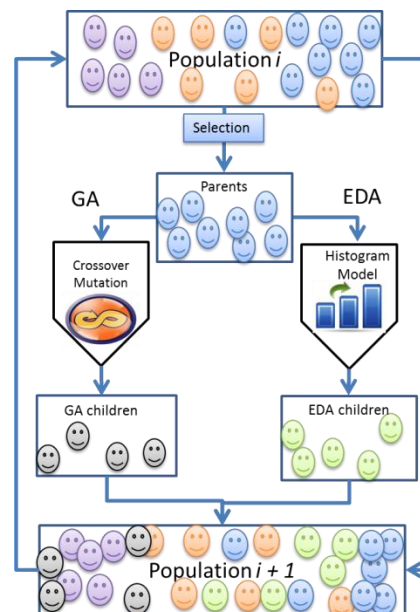 Population i
Selection
Parents
GA
EDA
Crossover
Mutation
Histogram
Model
GA children
EDA children
Population i + 1